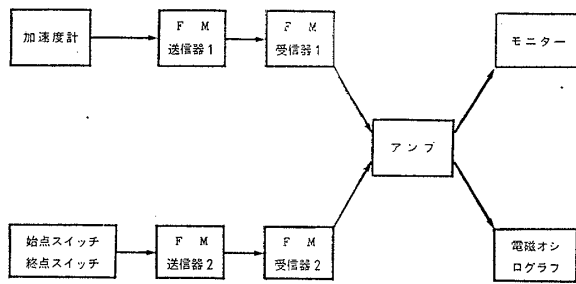 加速度計
F M
送信器1
F M
受信器1
モニター
アンプ
始点スイッチ
終点スイッチ
F M
送信器2
F M
受信器2
電磁オシ
ログラフ